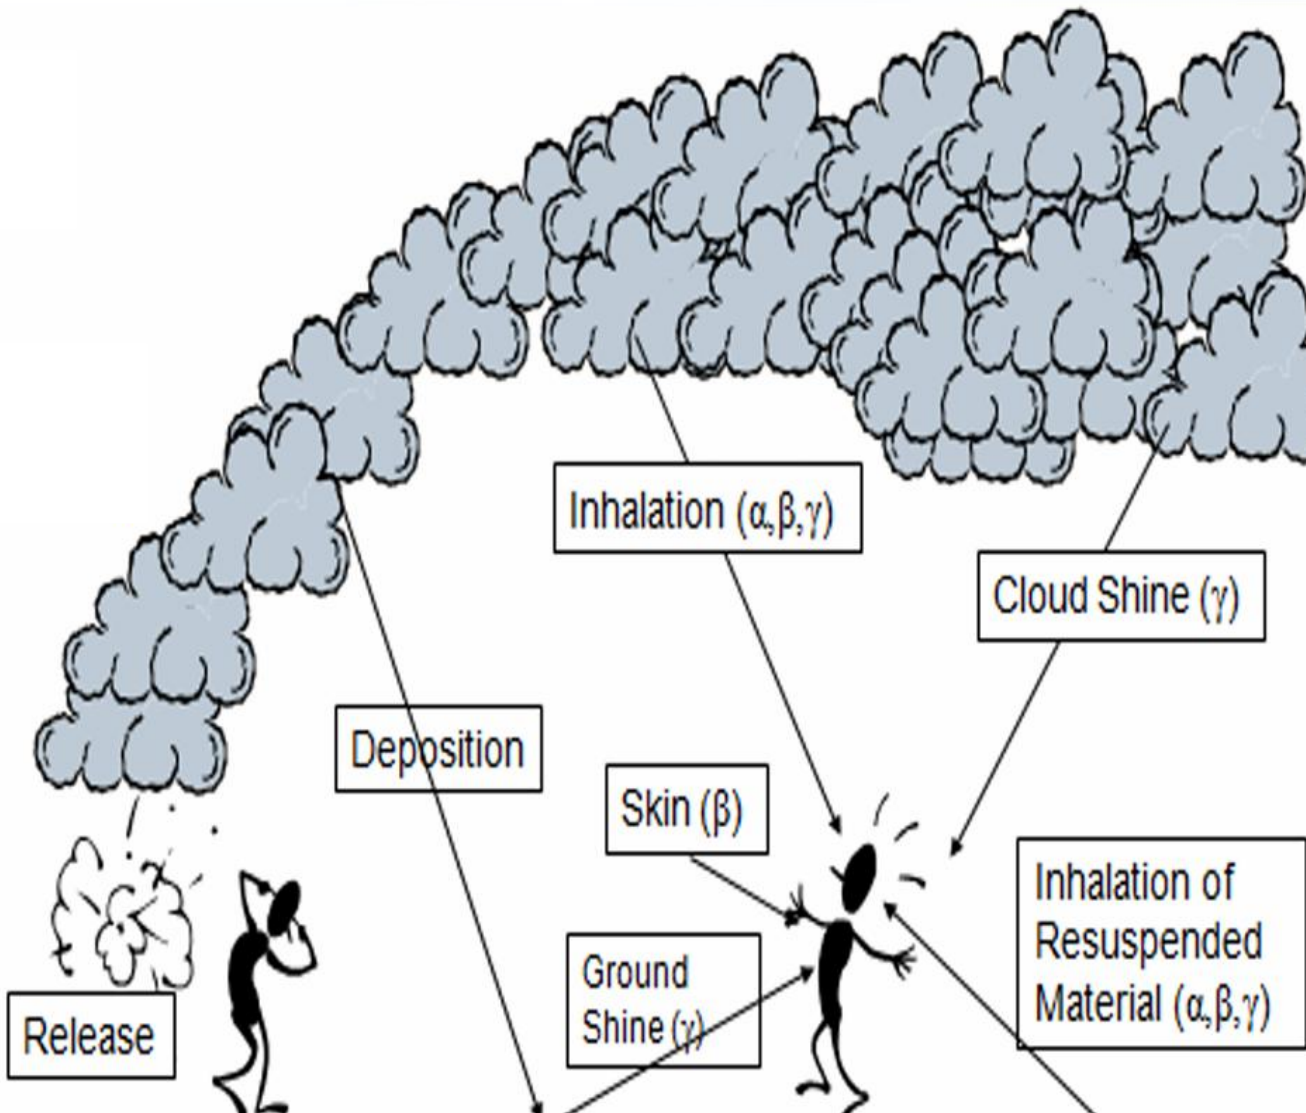 Inhalation (α,β,γ)
Cloud Shine (γ)
Deposition
Skin (β)
Inhalation of
Resuspended
Material (α,β,γ)
Ground
Shine (γ)
Release